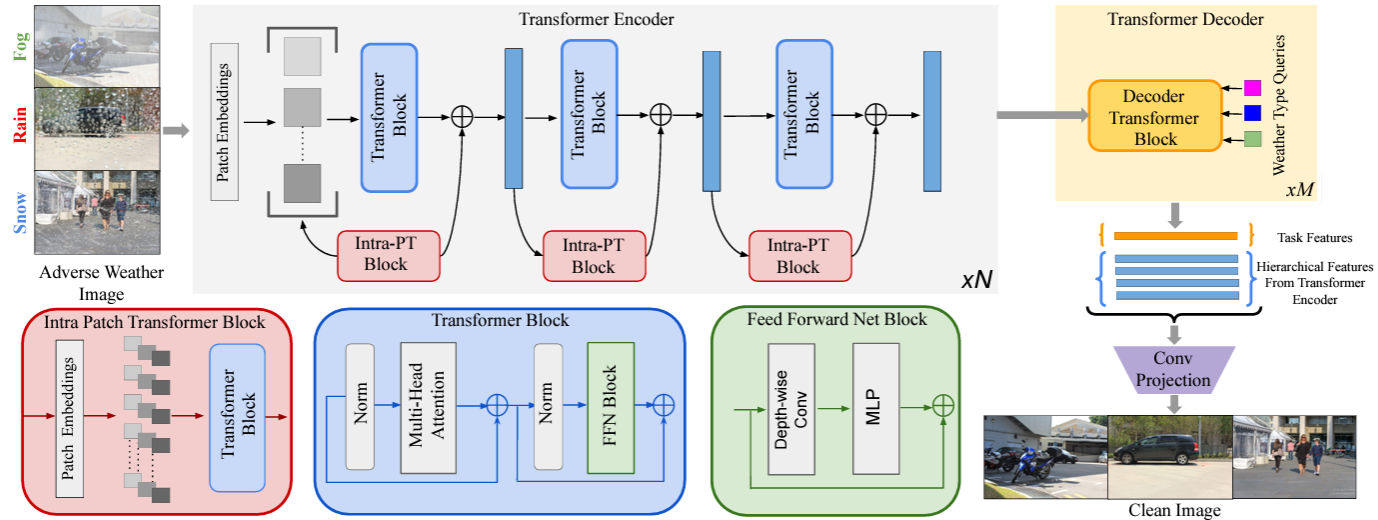 Fog
Rain
Snow
Adverse Weather
Image
Transformer Encoder
Patch Embeddings
Transformer
Block
Transformer
Block
Transformer
Block
Intra-PT
Block
Intra-PT
Block
Intra-PT
Block
xN
Transformer Decoder
Decoder
Transformer
Block
Weather Type Queries
xM
Task Features
Hierarchical Features
From Transformer
Encoder
Conv
Projection
Clean Image
Intra Patch Transformer Block
Patch Embeddings
Transformer
Block
Transformer Block
Norm
Multi-Head
Attention
Norm
FFN Block
Feed Forward Net Block
Depth-wise
Conv
MLP